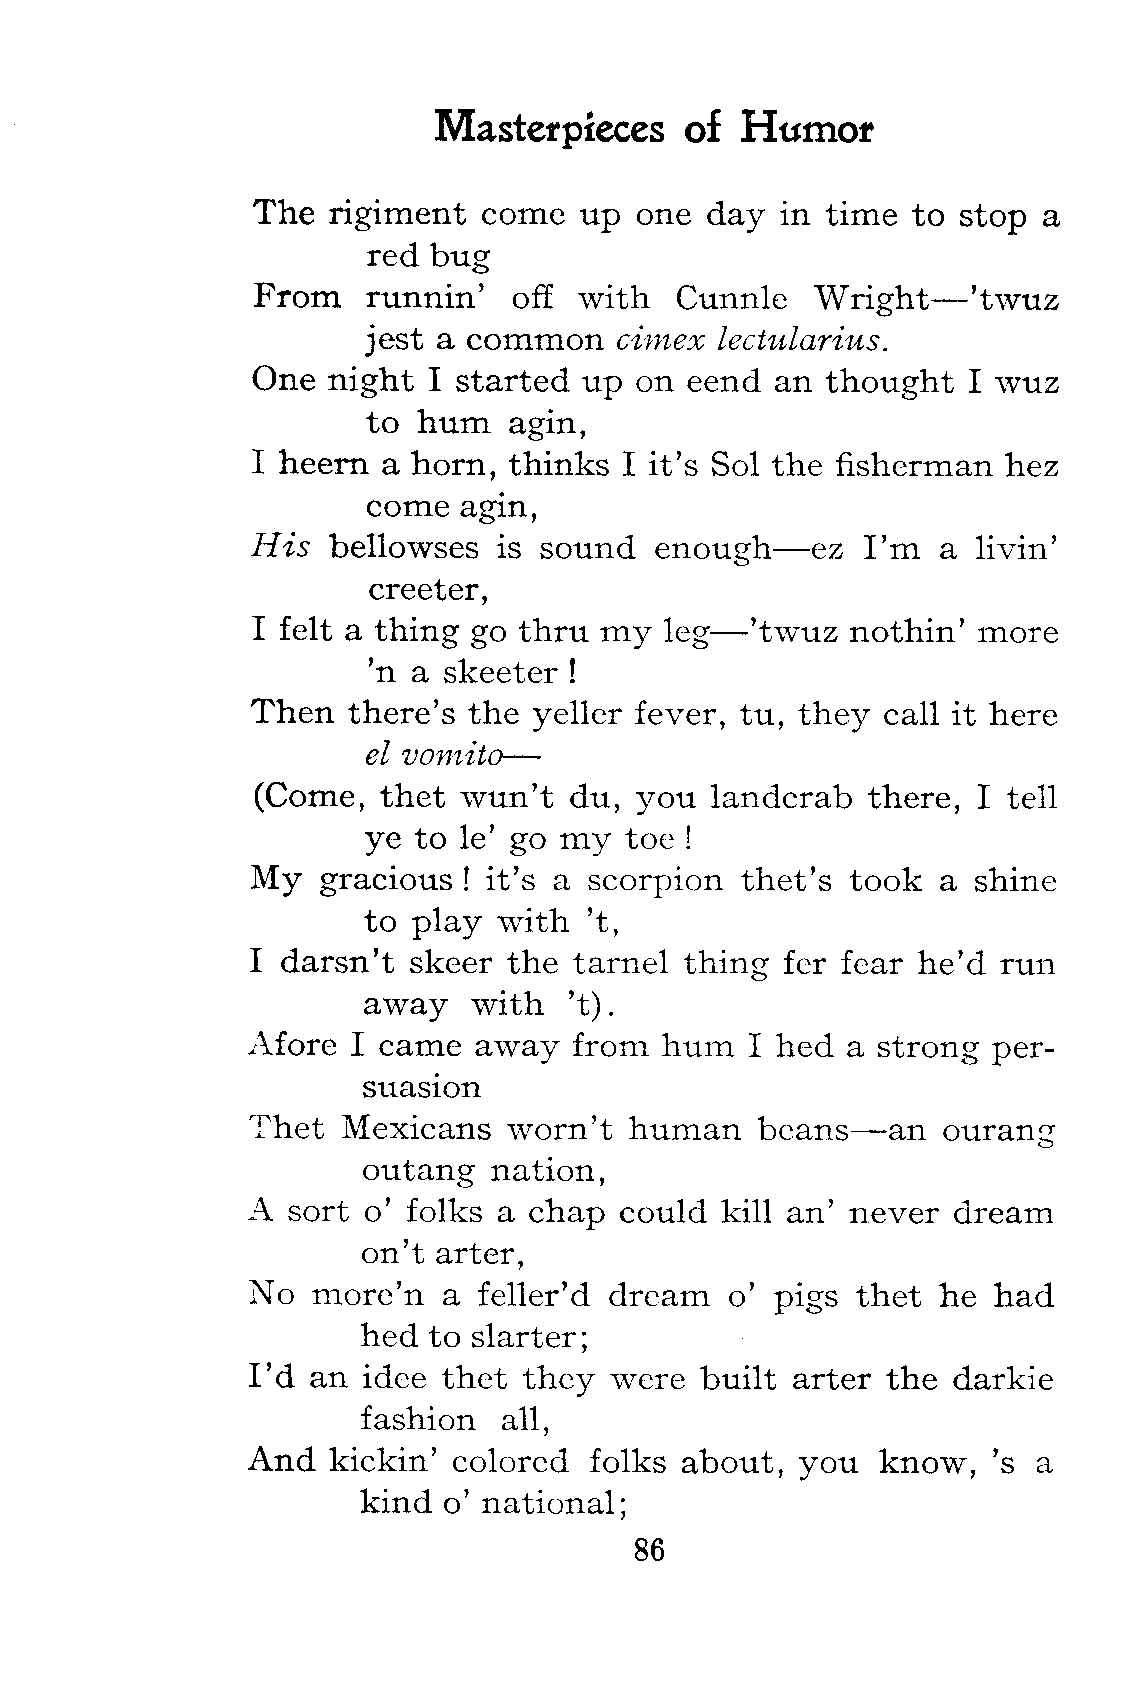 Masterpieces of Humor
The rigiment come up one day in time to stop a
red bug
From runnin' off with Cunnle Wright—'twuz
jest a common cimex lectularius.
One night I started up on eend an thought I wuz
to hum agin,
I heern a horn, thinks I it's Sol the fisherman hez
come agin,
His bellowses is sound enough—ez I'm a livin'
creeter,
I felt a thing go thru my leg—'twuz nothin' more
'n a skeeter !
Then there's the yeller fever, tu, they call it here
el vomito—
(Come, thet wun't du, you landcrab there, I tell
ye to le' go my toe !
My gracious ! it's a scorpion thet's took a shine
to play with 't,
I darsn't skeer the tarnel thing fer fear he'd run
away with 't).
Afore I came away from hum I hed a strong per-
suasion
Thet Mexicans worn't human beans—an ourang
outang nation,
A sort o' folks a chap could kill an' never dream
on't arter,
No more'n a feller'd dream o' pigs thet he had
hed to slarter;
I'd an idee thet they were built arter the darkie
fashion all,
And kickin' colored folks about, you know, 's a
kind o' national;
86